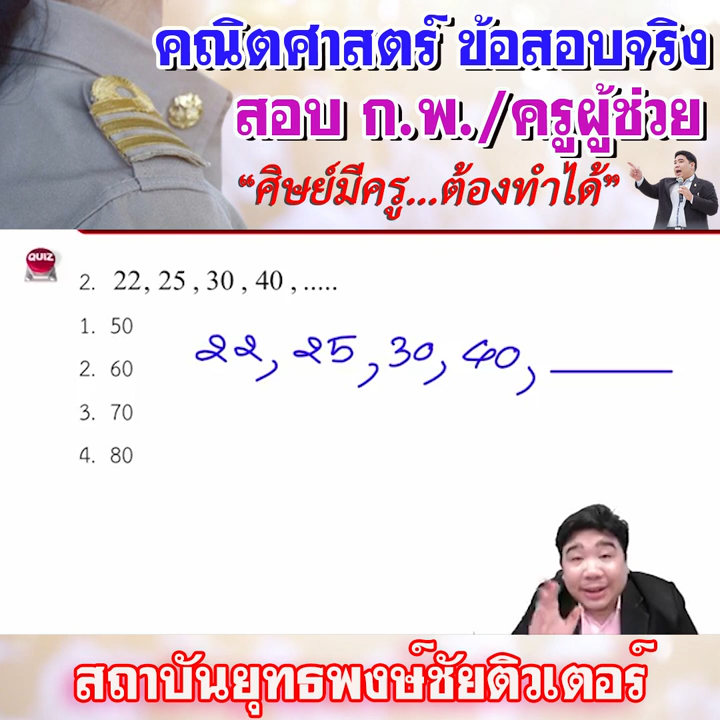 คณิตศาสตร์ ข้อสอบจริง
สอบ ก.พ./ครูผู้ช่วย
“ศิษย์มีครู...ต้องทำได้”
QUIZ
2. 22, 25 , 30 , 40 , .....
1. 50
22, 25, 30, 40, ______
2. 60
3. 70
4. 80
สถาบันยุทธพงษ์ชัยติวเตอร์